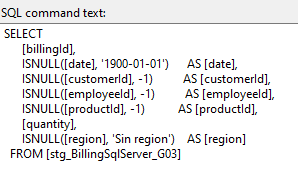 SQL command text:
SELECT
[billingId],
ISNULL([date], '1900-01-01') AS [date],
ISNULL([customerId], -1) AS [customerId],
ISNULL([employeeId], -1) AS [employeeId],
ISNULL([productId], -1) AS [productId],
[quantity],
ISNULL([region], 'Sin region') AS [region]
FROM [stg_BillingSqlServer_G03]